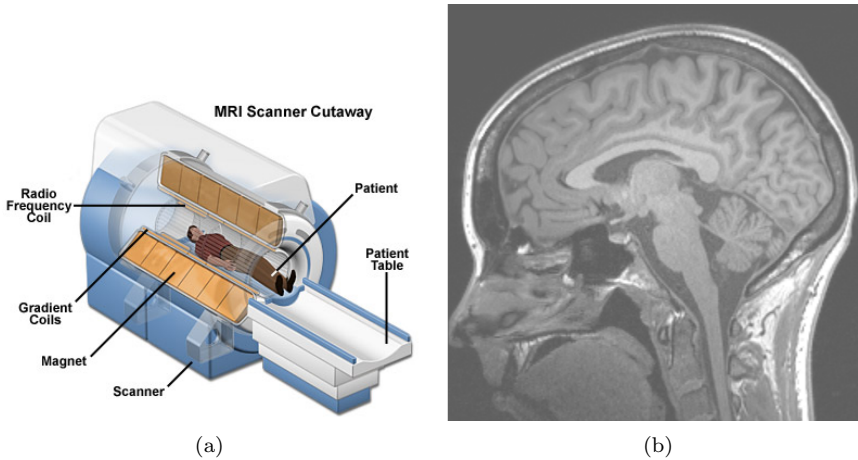 MRI Scanner Cutaway
Radio
Frequency
Coil
Patient
Patient
Table
Gradient
Coils
Magnet
Scanner
(a)
(b)